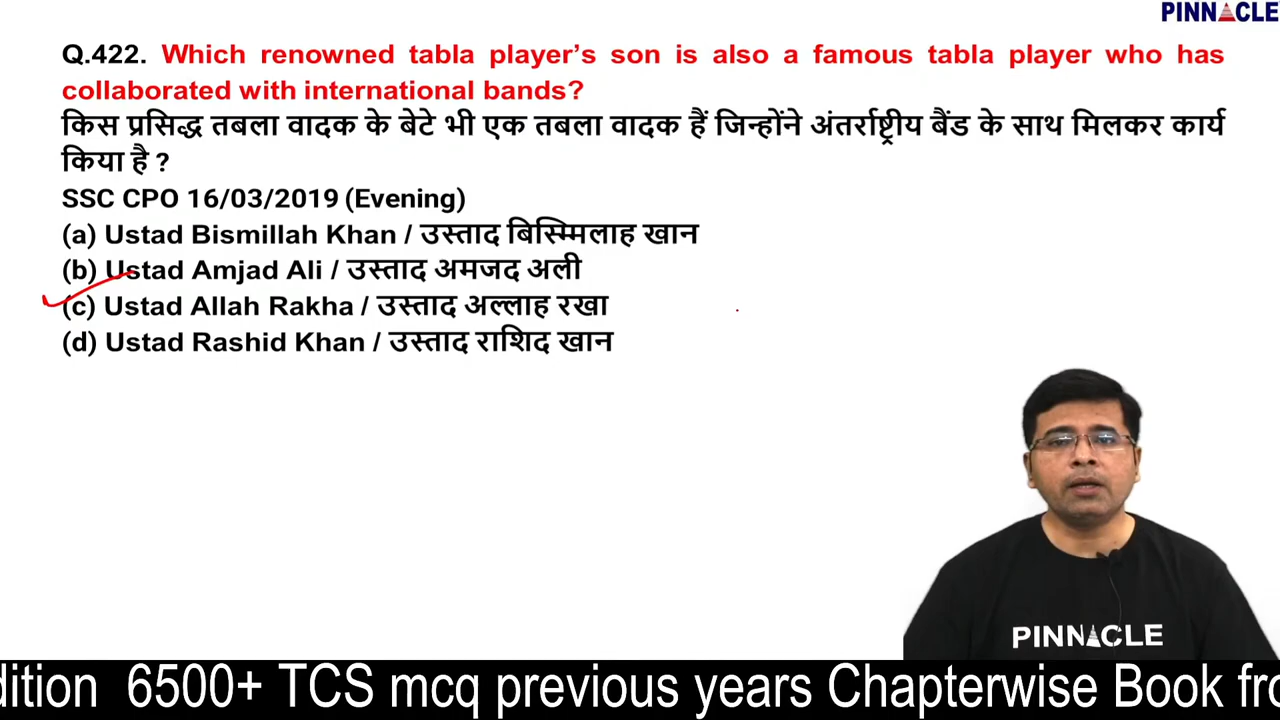 PINNACLE
Q.422. Which renowned tabla player's son is also a famous tabla player who has
collaborated with international bands?
किस प्रसिद्ध तबला वादक के बेटे भी एक तबला वादक हैं जिन्होंने अंतर्राष्ट्रीय बैंड के साथ मिलकर कार्य
किया है ?
SSC CPO 16/03/2019 (Evening)
(a) Ustad Bismillah Khan / उस्ताद बिस्मिलाह खान
(b) Ustad Amjad Ali / उस्ताद अमजद अली
(c) Ustad Allah Rakha / उस्ताद अल्लाह रखा
(d) Ustad Rashid Khan / उस्ताद राशिद खान
PINNACLE
dition 6500+ TCS mcq previous years Chapterwise Book fro